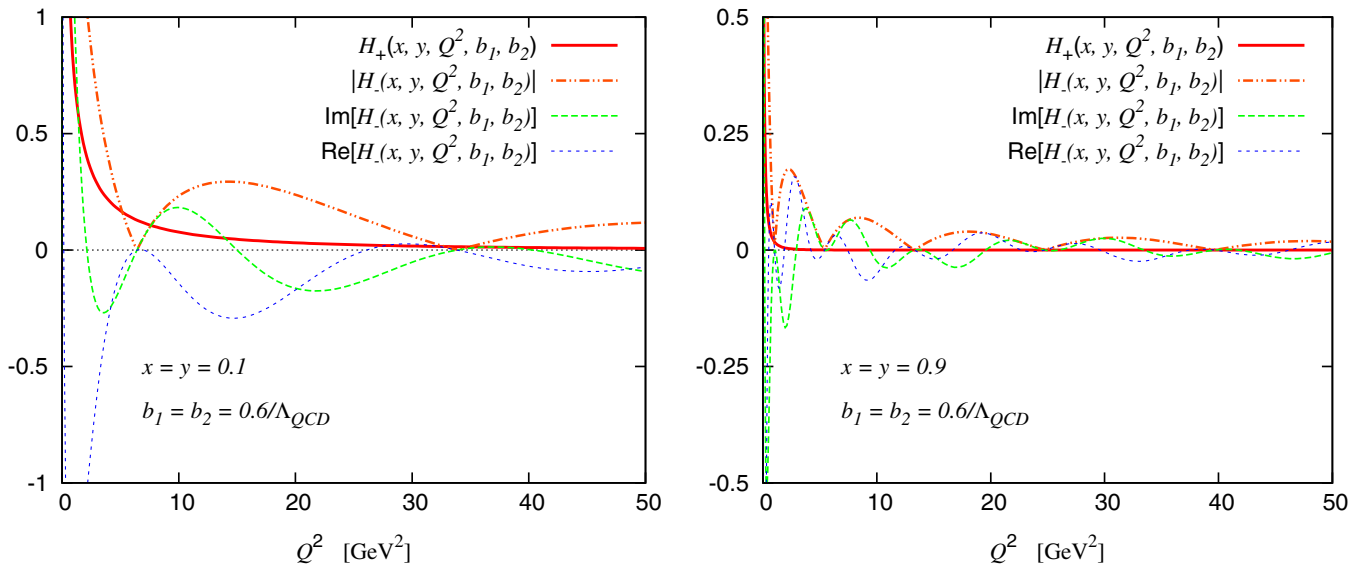 1
0.5
0
-0.5
-1
0 10 20 30 40 50
Q² [GeV²]
H₊(x, y, Q², b₁, b₂)
|H₋(x, y, Q², b₁, b₂)|
Im[H₋(x, y, Q², b₁, b₂)]
Re[H₋(x, y, Q², b₁, b₂)]
x = y = 0.1
b₁ = b₂ = 0.6/Λ_QCD
0.5
0.25
0
-0.25
-0.5
0 10 20 30 40 50
Q² [GeV²]
H₊(x, y, Q², b₁, b₂)
|H₋(x, y, Q², b₁, b₂)|
Im[H₋(x, y, Q², b₁, b₂)]
Re[H₋(x, y, Q², b₁, b₂)]
x = y = 0.9
b₁ = b₂ = 0.6/Λ_QCD